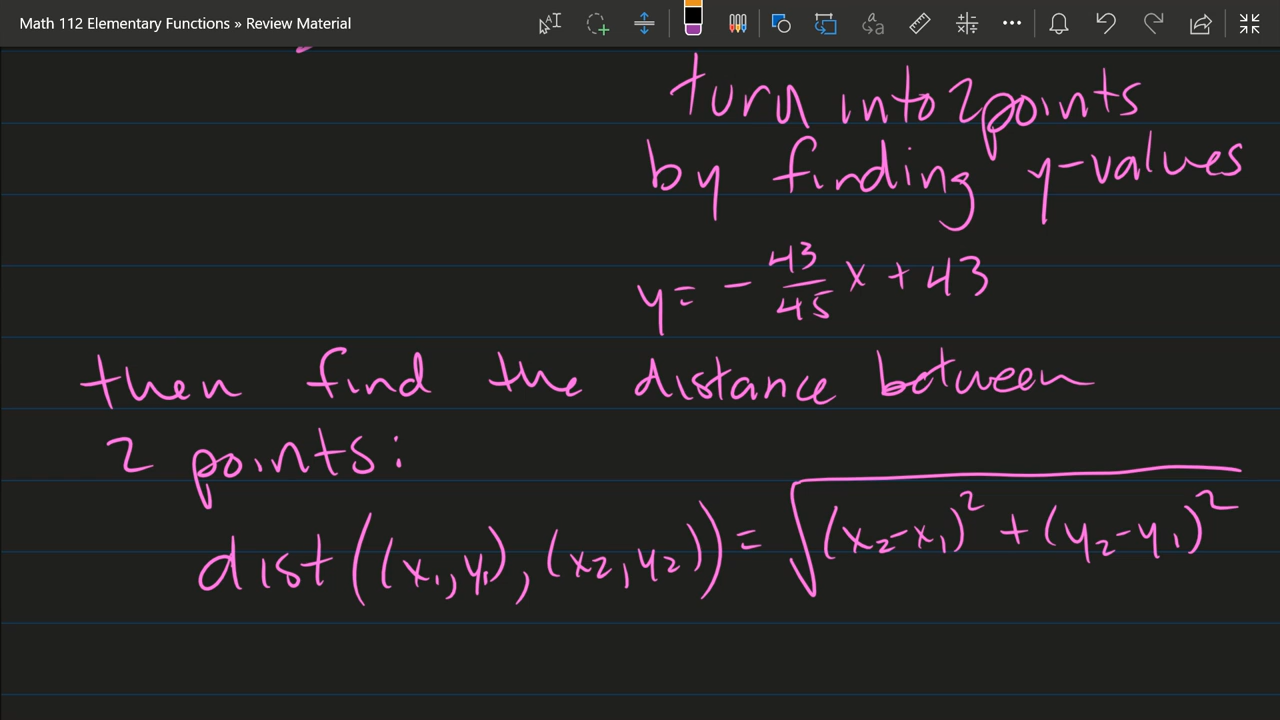 Math 112 Elementary Functions » Review Material
turn into 2 points
by finding y-values
y = - 43/45 x + 43
then find the distance between
2 points:
dist((x₁,y₁),(x₂,y₂)) = √((x₂-x₁)² + (y₂-y₁)²)